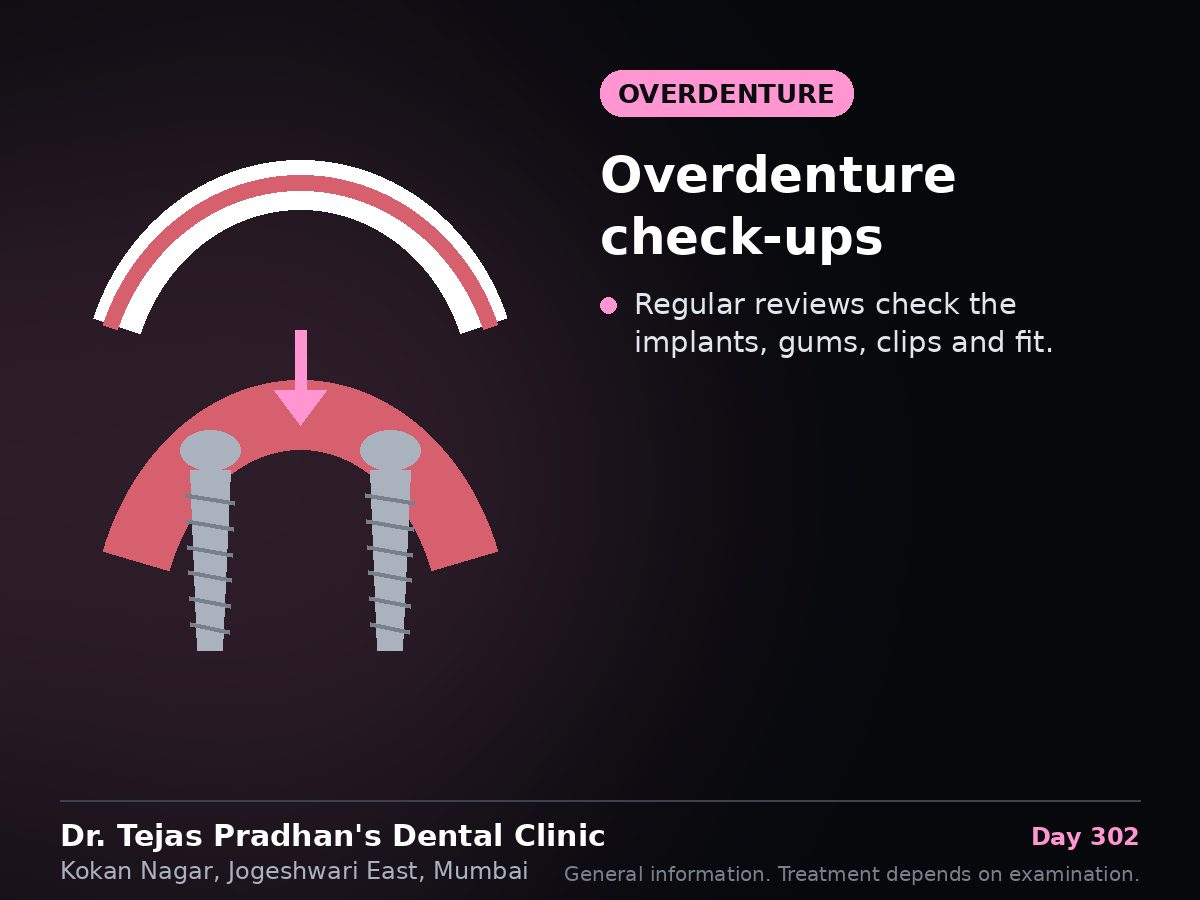 OVERDENTURE
Overdenture
check-ups
Regular reviews check the
implants, gums, clips and fit.
Dr. Tejas Pradhan's Dental Clinic
Day 302
Kokan Nagar, Jogeshwari East, Mumbai
General information. Treatment depends on examination.